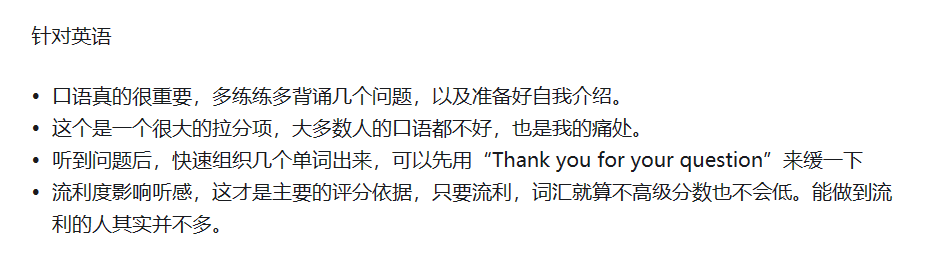 针对英语
• 口语真的很重要，多练练多背诵几个问题，以及准备好自我介绍。
• 这个是一个很大的拉分项，大多数人的口语都不好，也是我的痛处。
• 听到问题后，快速组织几个单词出来，可以先用“Thank you for your question”来缓一下
• 流利度影响听感，这才是主要的评分依据，只要流利，词汇就算不高级分数也不会低。能做到流
利的人其实并不多。